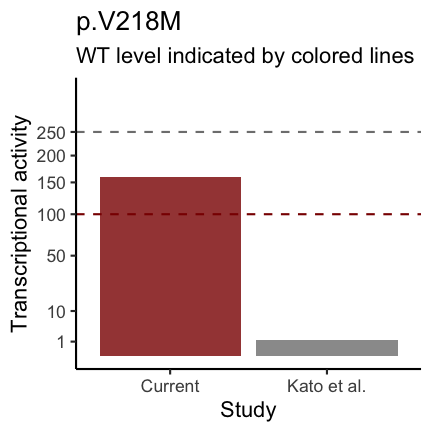 p.V218M
WT level indicated by colored lines
Transcriptional activity
250
200
150
100
50
10
1
Current
Kato et al.
Study